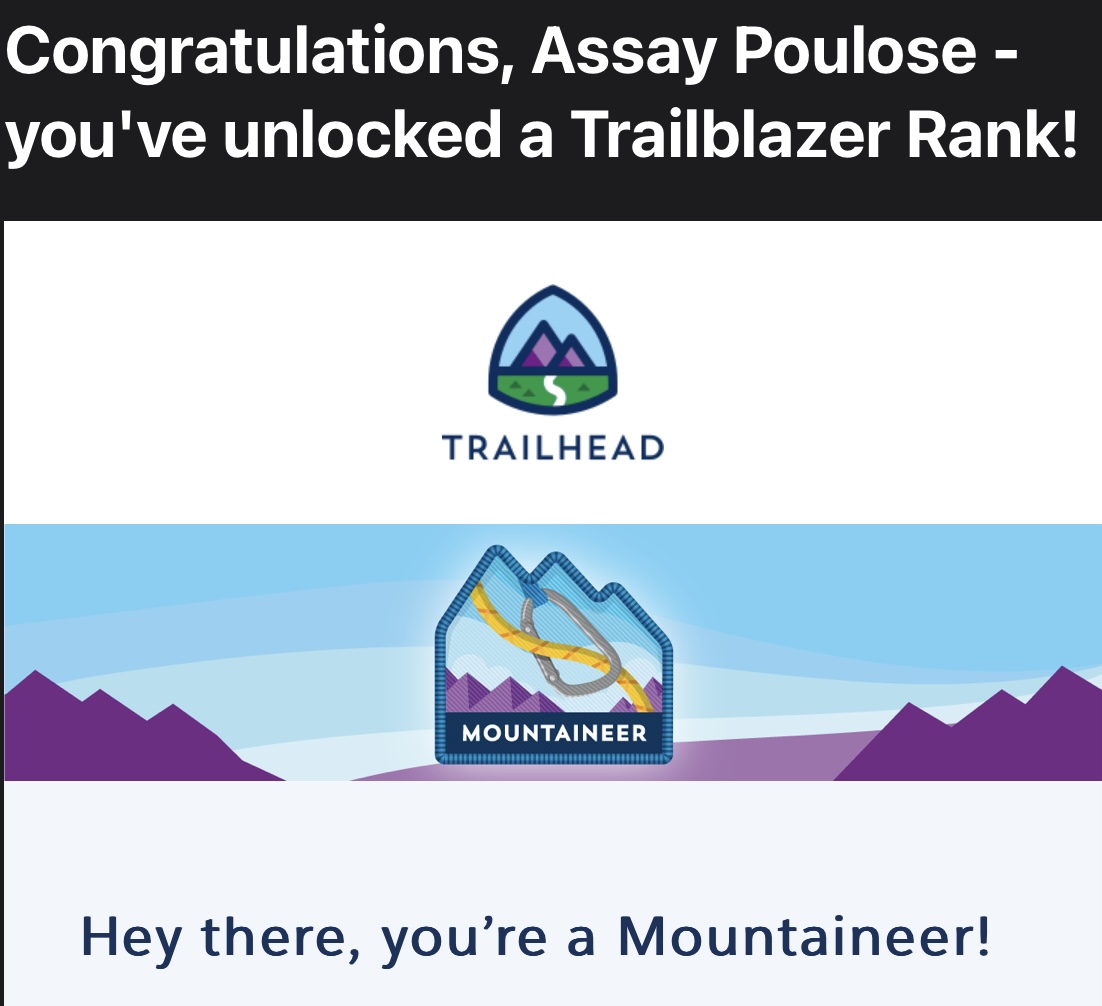 Congratulations, Assay Poulose -
you've unlocked a Trailblazer Rank!
TRAILHEAD
MOUNTAINEER
Hey there, you’re a Mountaineer!